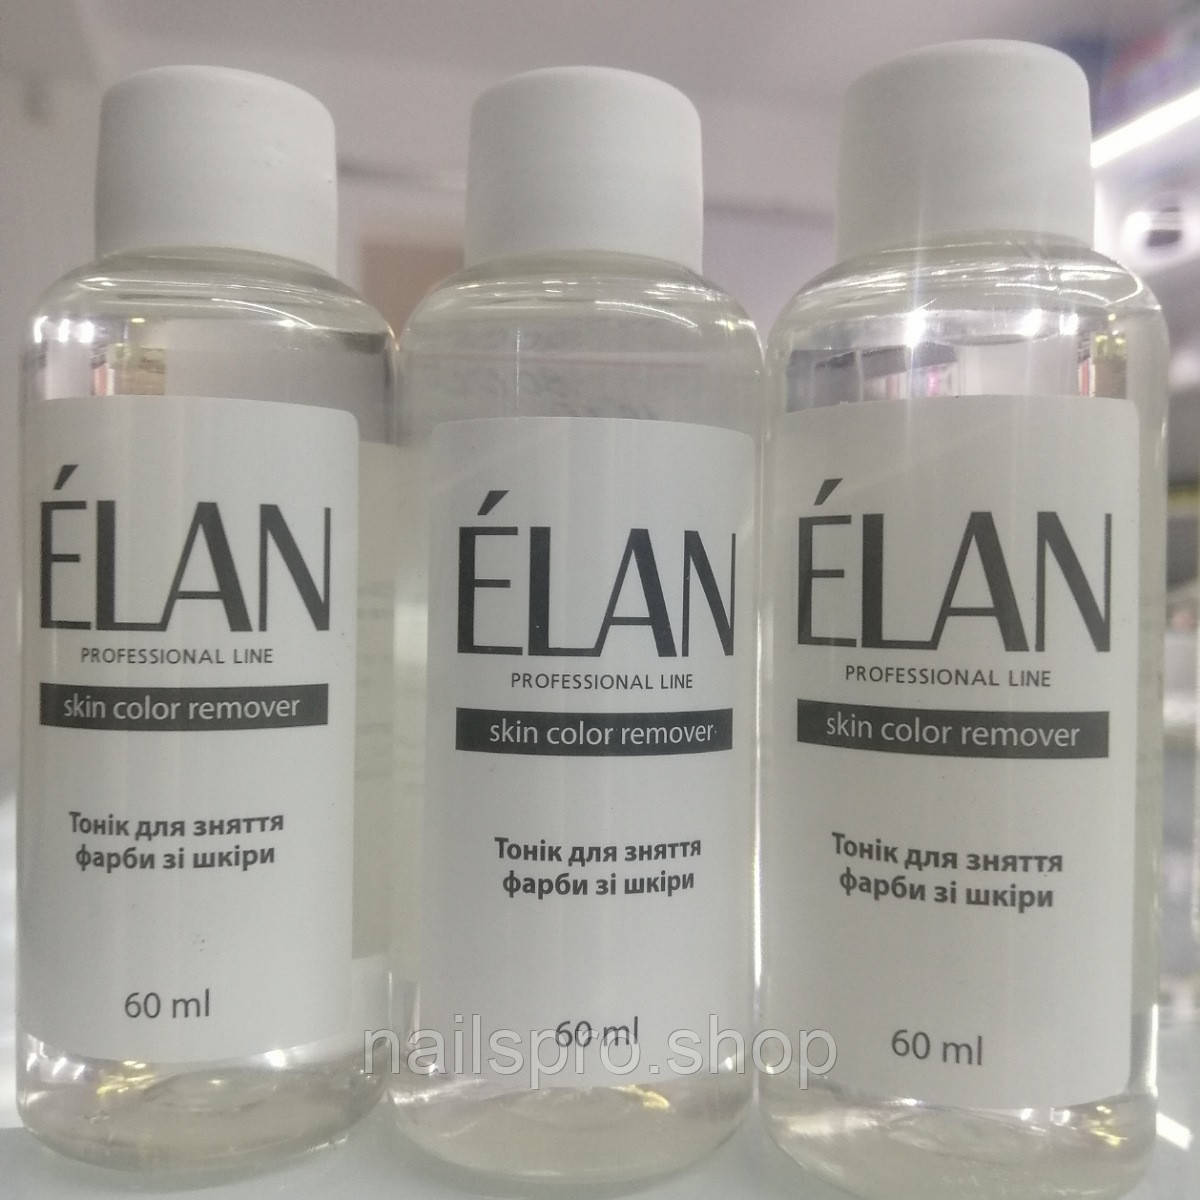 ÉLAN
PROFESSIONAL LINE
skin color remover
Тонік для зняття
фарби зі шкіри
60 ml
ÉLAN
PROFESSIONAL LINE
skin color remover
Тонік для зняття
фарби зі шкіри
60 ml
ÉLAN
PROFESSIONAL LINE
skin color remover
Тонік для зняття
фарби зі шкіри
60 ml
nailspro.shop